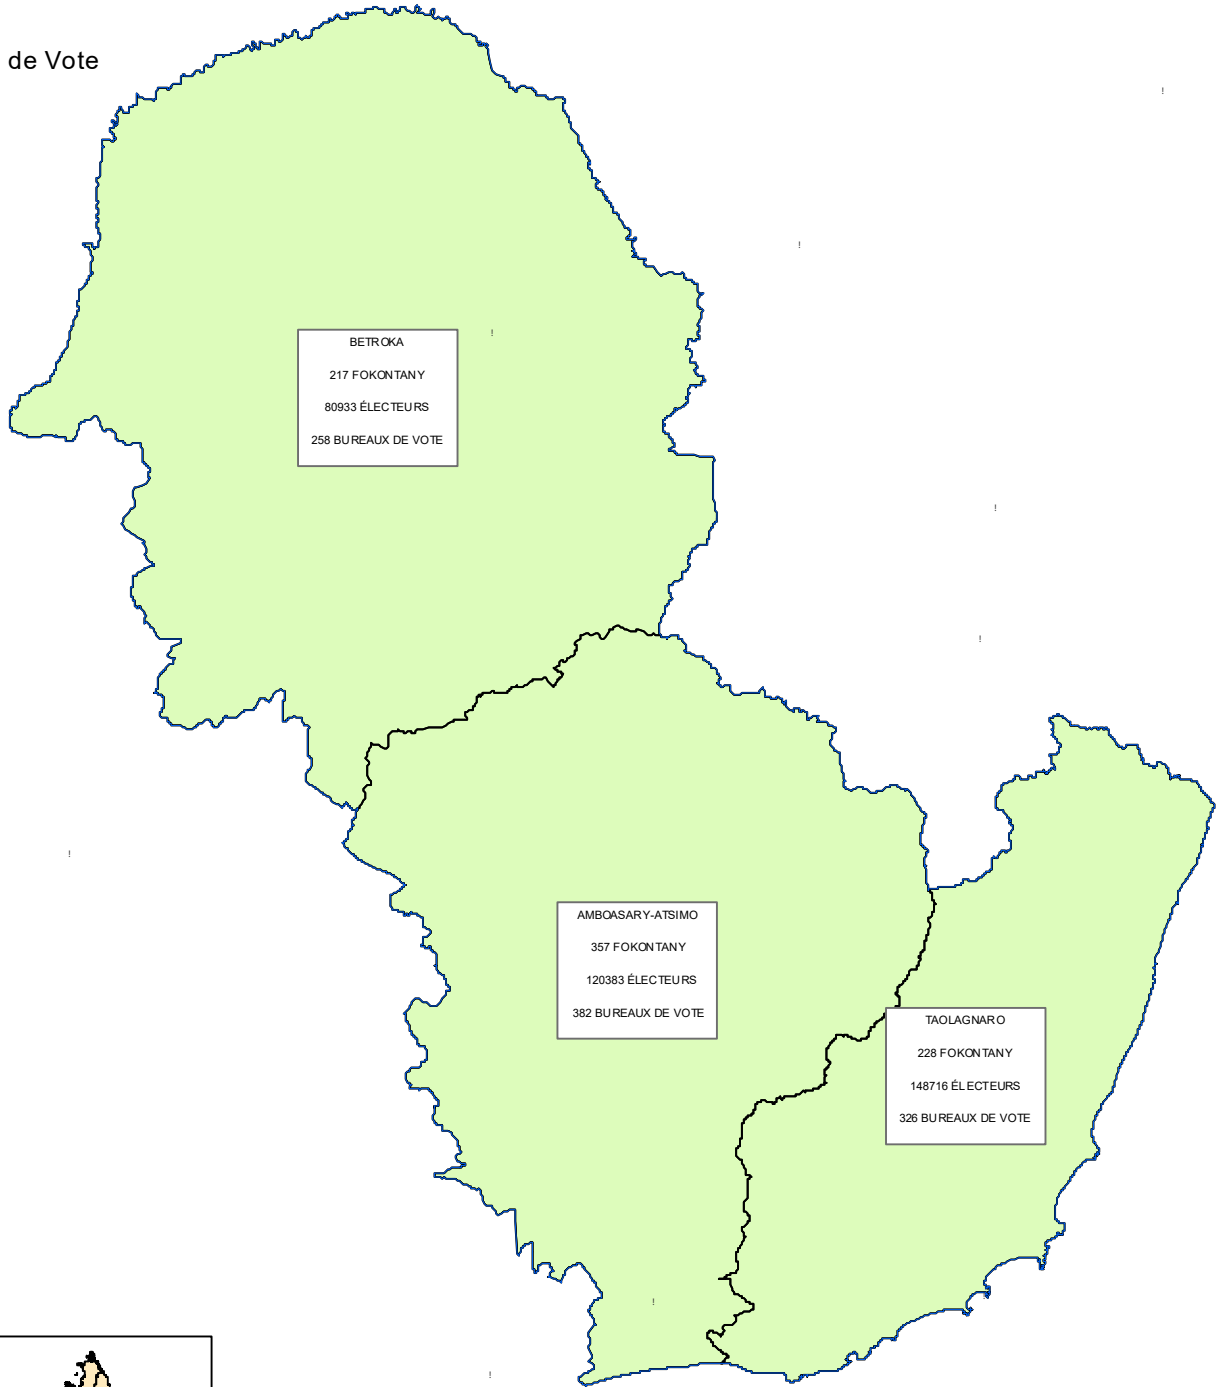 de Vote
BETROKA
217 FOKONTANY
80933 ÉLECTEURS
258 BUREAUX DE VOTE
AMBOASARY-ATSIMO
357 FOKONTANY
120383 ÉLECTEURS
382 BUREAUX DE VOTE
TAOLAGNARO
228 FOKONTANY
148716 ÉLECTEURS
326 BUREAUX DE VOTE